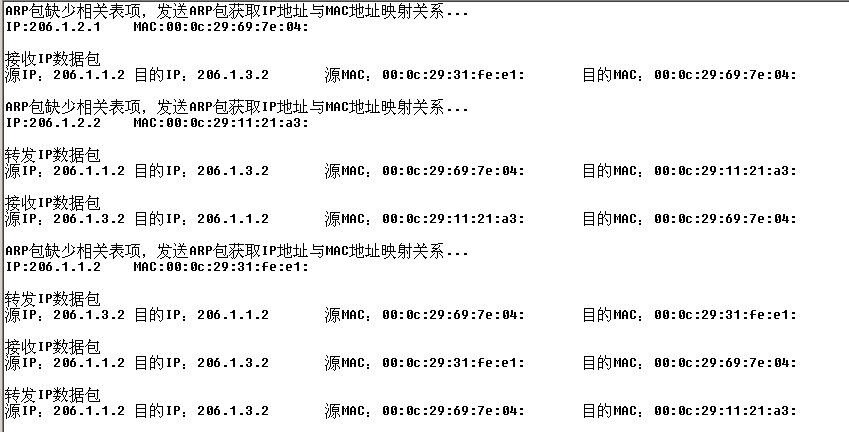 ARP包缺少相关表项，发送ARP包获取IP地址与MAC地址映射关系...
IP:206.1.2.1    MAC:00:0c:29:69:7e:04:
接收IP数据包
源IP：206.1.1.2 目的IP：206.1.3.2    源MAC：00:0c:29:31:fe:e1:    目的MAC：00:0c:29:69:7e:04:
ARP包缺少相关表项，发送ARP包获取IP地址与MAC地址映射关系...
IP:206.1.2.2    MAC:00:0c:29:11:21:a3:
转发IP数据包
源IP：206.1.1.2 目的IP：206.1.3.2    源MAC：00:0c:29:69:7e:04:    目的MAC：00:0c:29:11:21:a3:
接收IP数据包
源IP：206.1.3.2 目的IP：206.1.1.2    源MAC：00:0c:29:11:21:a3:    目的MAC：00:0c:29:69:7e:04:
ARP包缺少相关表项，发送ARP包获取IP地址与MAC地址映射关系...
IP:206.1.1.2    MAC:00:0c:29:31:fe:e1:
转发IP数据包
源IP：206.1.3.2 目的IP：206.1.1.2    源MAC：00:0c:29:69:7e:04:    目的MAC：00:0c:29:31:fe:e1:
接收IP数据包
源IP：206.1.1.2 目的IP：206.1.3.2    源MAC：00:0c:29:31:fe:e1:    目的MAC：00:0c:29:69:7e:04:
转发IP数据包
源IP：206.1.1.2 目的IP：206.1.3.2    源MAC：00:0c:29:69:7e:04:    目的MAC：00:0c:29:11:21:a3: